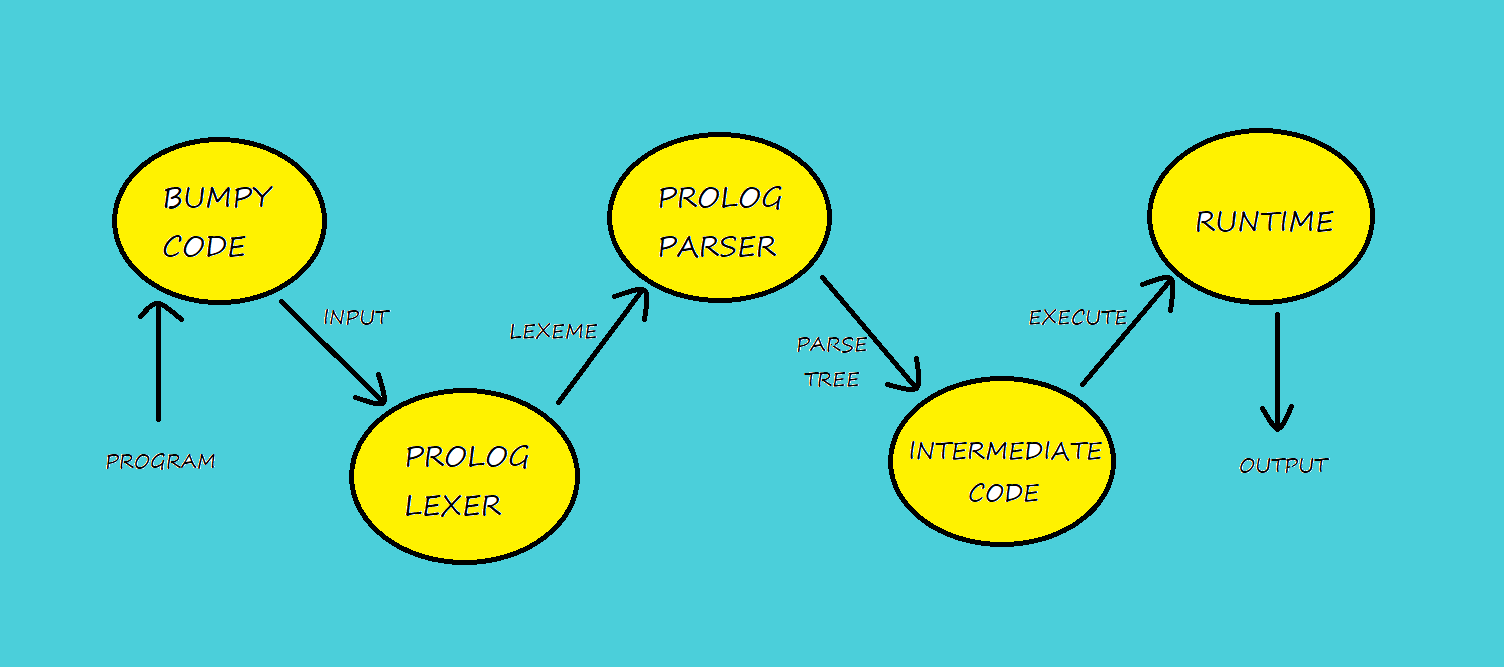 PROGRAM
BUMPY
CODE
INPUT
PROLOG
LEXER
LEXEME
PROLOG
PARSER
PARSE
TREE
INTERMEDIATE
CODE
EXECUTE
RUNTIME
OUTPUT